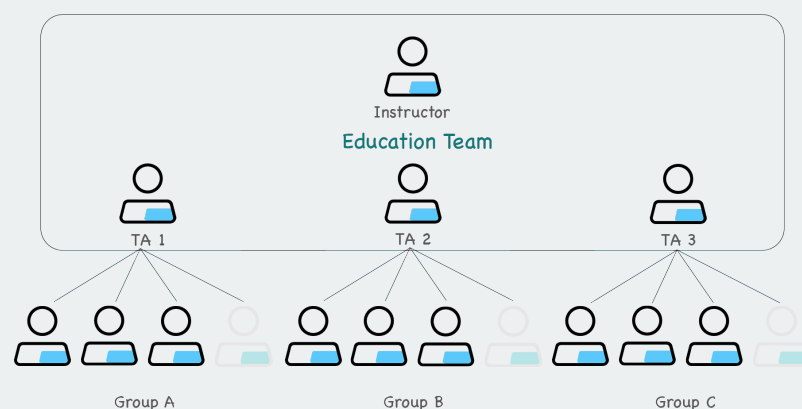 Instructor
Education Team
TA 1
TA 2
TA 3
Group A
Group B
Group C